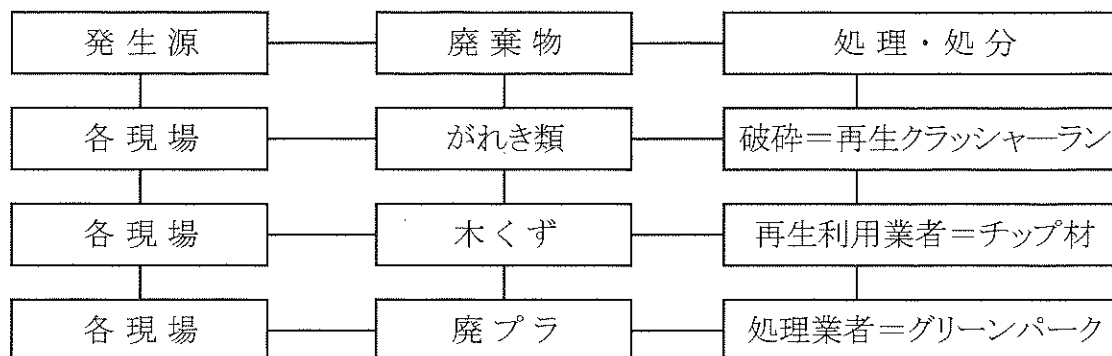 発生源 廃棄物 処理・処分
各現場 がれき類 破砕＝再生クラッシャーラン
各現場 木くず 再生利用業者＝チップ材
各現場 廃プラ 処理業者＝グリーンパーク